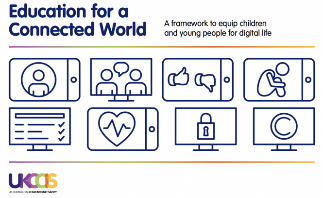 Education for a
Connected World
A framework to equip children
and young people for digital life
©
UKCIS